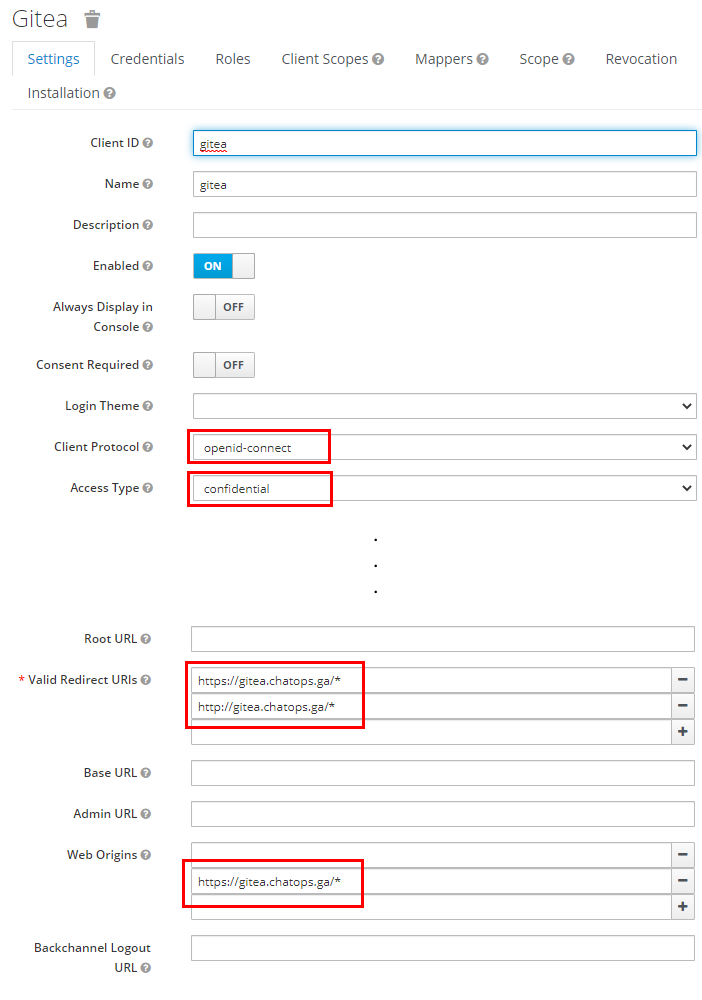 Gitea
Settings Credentials Roles Client Scopes Mappers Scope Revocation
Installation
Client ID gitea
Name gitea
Description
Enabled ON
Always Display in
Console OFF
Consent Required OFF
Login Theme
Client Protocol openid-connect
Access Type confidential
.
.
.
Root URL
* Valid Redirect URIs https://gitea.chatops.ga/* −
http://gitea.chatops.ga/* −
+
Base URL
Admin URL
Web Origins −
https://gitea.chatops.ga/* −
+
Backchannel Logout
URL